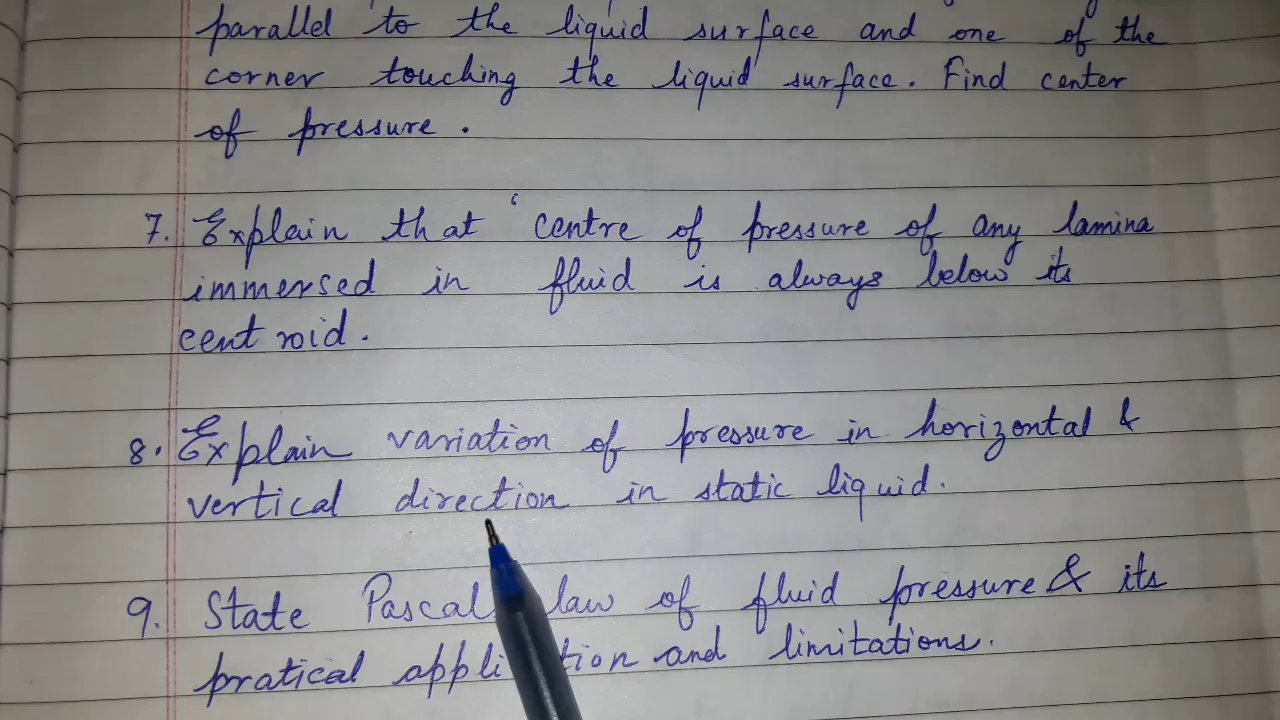 parallel to the liquid surface and one of the
corner touching the liquid surface. Find center
of pressure.
7. Explain that ‘centre of pressure of any lamina
immersed in fluid is always below its
centroid.
8. Explain variation of pressure in horizontal &
vertical direction in static liquid.
9. State Pascal law of fluid pressure & its
pratical appli tion and limitations.